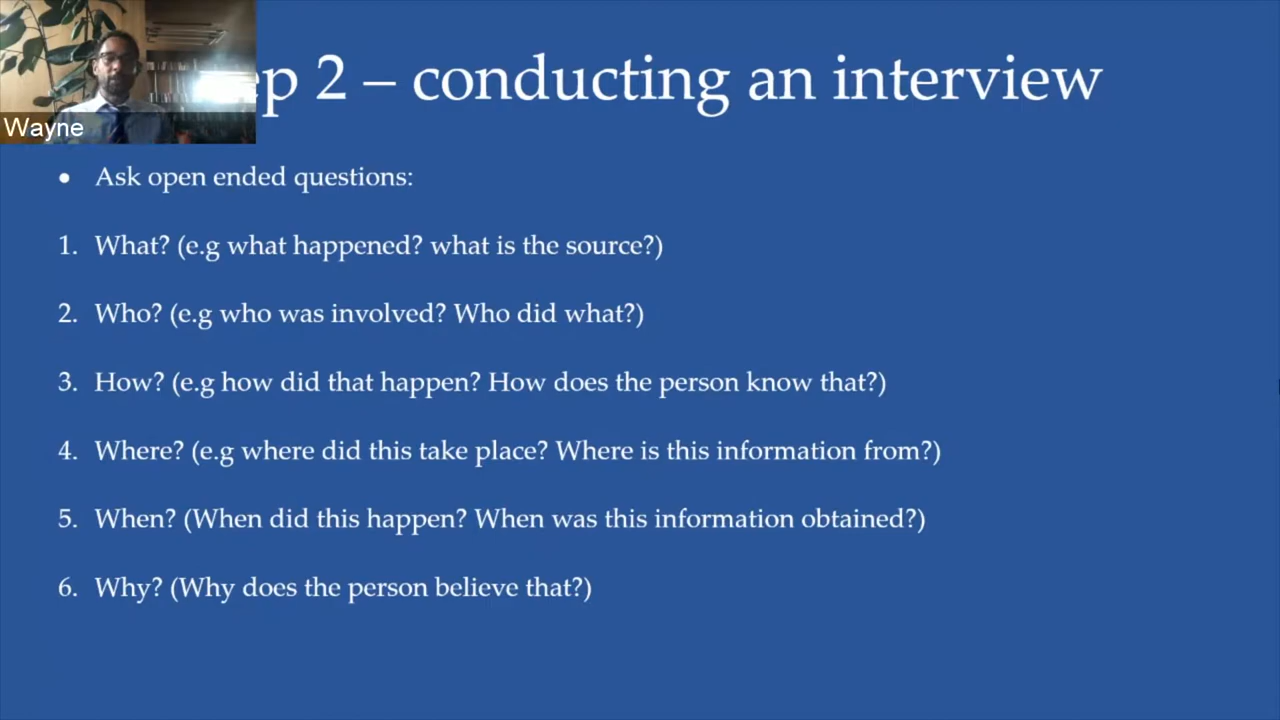 ep 2 – conducting an interview
Wayne
• Ask open ended questions:
1. What? (e.g what happened? what is the source?)
2. Who? (e.g who was involved? Who did what?)
3. How? (e.g how did that happen? How does the person know that?)
4. Where? (e.g where did this take place? Where is this information from?)
5. When? (When did this happen? When was this information obtained?)
6. Why? (Why does the person believe that?)